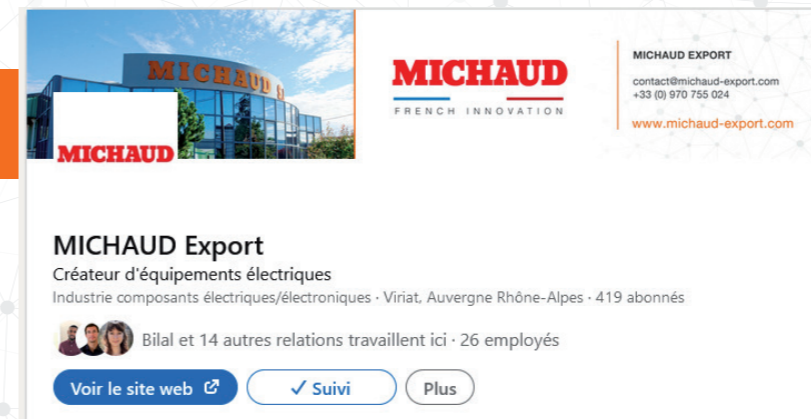 MICHAUD
MICHAUD
MICHAUD
FRENCH INNOVATION
MICHAUD EXPORT
contact@michaud-export.com
+33 (0) 970 755 024
www.michaud-export.com
MICHAUD Export
Créateur d'équipements électriques
Industrie composants électriques/électroniques · Viriat, Auvergne Rhône-Alpes · 419 abonnés
Bilal et 14 autres relations travaillent ici · 26 employés
Voir le site web
✓ Suivi
Plus